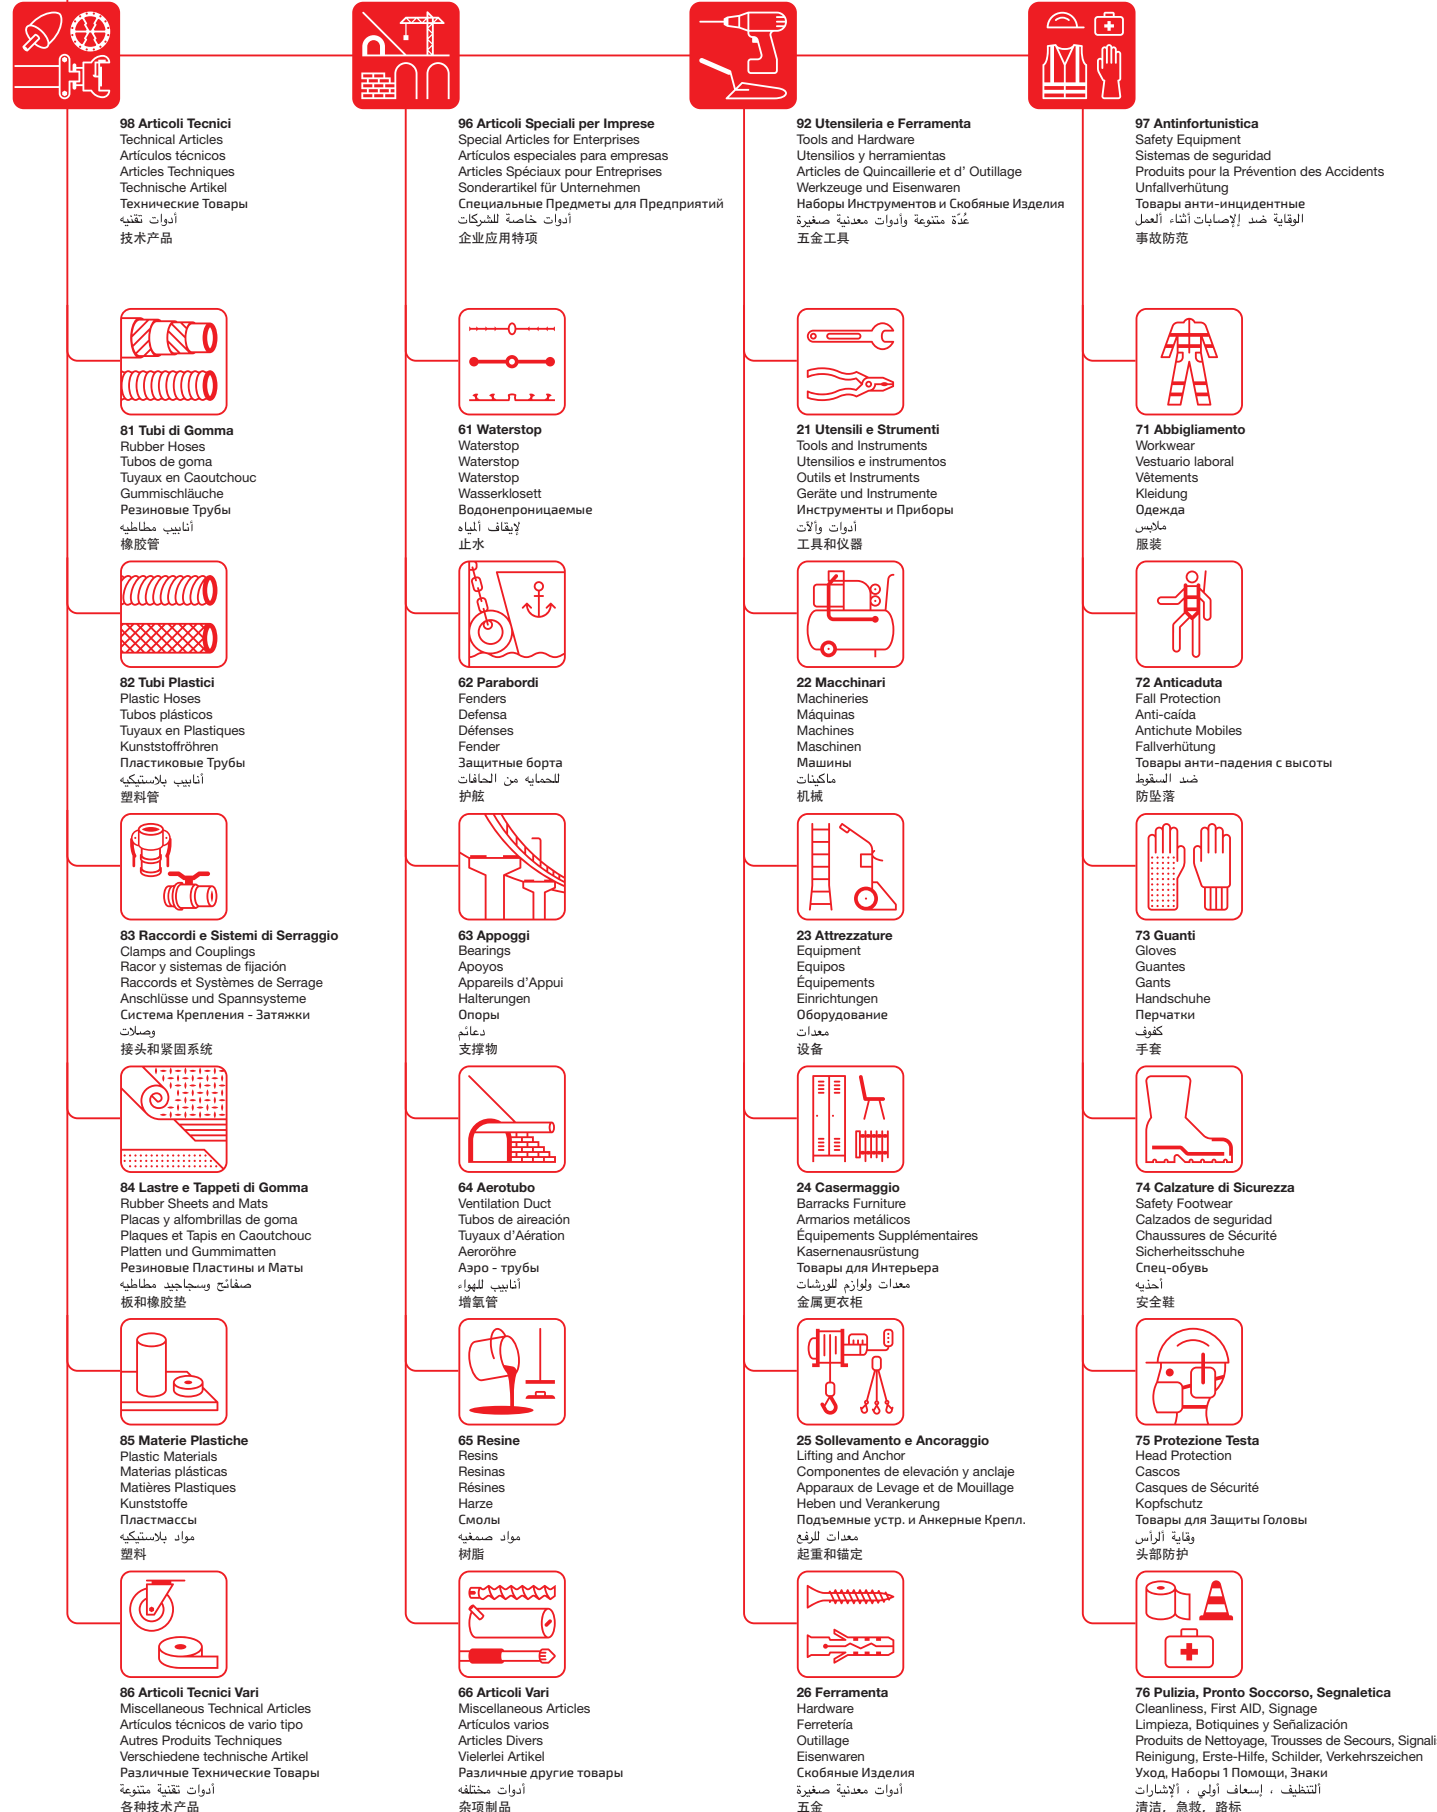 98 Articoli Tecnici
Technical Articles
Artículos técnicos
Articles Techniques
Technische Artikel
Технические Товары
أدوات تقنيه
技术产品
96 Articoli Speciali per Imprese
Special Articles for Enterprises
Artículos especiales para empresas
Articles Spéciaux pour Entreprises
Sonderartikel für Unternehmen
Специальные Предметы для Предприятий
أدوات خاصة للشركات
企业应用特项
92 Utensileria e Ferramenta
Tools and Hardware
Utensilios y herramientas
Articles de Quincaillerie et d’ Outillage
Werkzeuge und Eisenwaren
Наборы Инструментов и Скобяные Изделия
عُدّة متنوعة وأدوات معدنية صغيرة
五金工具
97 Antinfortunistica
Safety Equipment
Sistemas de seguridad
Produits pour la Prévention des Accidents
Unfallverhütung
Товары анти-инцидентные
الوقاية ضد إلإصابات أثناء ألعمل
事故防范
81 Tubi di Gomma
Rubber Hoses
Tubos de goma
Tuyaux en Caoutchouc
Gummischläuche
Резиновые Трубы
أنابيب مطاطيه
橡胶管
61 Waterstop
Waterstop
Waterstop
Waterstop
Wasserklosett
Водонепроницаемые
لإيقاف ألمياه
止水
21 Utensili e Strumenti
Tools and Instruments
Utensilios e instrumentos
Outils et Instruments
Geräte und Instrumente
Инструменты и Приборы
أدوات وألآت
工具和仪器
71 Abbigliamento
Workwear
Vestuario laboral
Vêtements
Kleidung
Одежда
ملابس
服装
82 Tubi Plastici
Plastic Hoses
Tubos plásticos
Tuyaux en Plastiques
Kunststoffröhren
Пластиковые Трубы
أنابيب بلاستيكيه
塑料管
62 Parabordi
Fenders
Defensa
Défenses
Fender
Защитные борта
للحمايه من الحافات
护舷
22 Macchinari
Machineries
Máquinas
Machines
Maschinen
Машины
ماكينات
机械
72 Anticaduta
Fall Protection
Anti-caída
Antichute Mobiles
Fallverhütung
Товары анти-падения с высоты
ضد السقوط
防坠落
83 Raccordi e Sistemi di Serraggio
Clamps and Couplings
Racor y sistemas de fijación
Raccords et Systèmes de Serrage
Anschlüsse und Spannsysteme
Система Крепления - Затяжки
وصلات
接头和紧固系统
63 Appoggi
Bearings
Apoyos
Appareils d’Appui
Halterungen
Опоры
دعائم
支撑物
23 Attrezzature
Equipment
Equipos
Équipements
Einrichtungen
Оборудование
معدات
设备
73 Guanti
Gloves
Guantes
Gants
Handschuhe
Перчатки
كفوف
手套
84 Lastre e Tappeti di Gomma
Rubber Sheets and Mats
Placas y alfombrillas de goma
Plaques et Tapis en Caoutchouc
Platten und Gummimatten
Резиновые Пластины и Маты
صفائح وسجاجيد مطاطيه
板和橡胶垫
64 Aerotubo
Ventilation Duct
Tubos de aireación
Tuyaux d’Aération
Aeroröhre
Аэро - трубы
أنابيب للهواء
增氧管
24 Casermaggio
Barracks Furniture
Armarios metálicos
Équipements Supplémentaires
Kasernenausrüstung
Товары для Интерьера
معدات ولوازم للورشات
金属更衣柜
74 Calzature di Sicurezza
Safety Footwear
Calzados de seguridad
Chaussures de Sécurité
Sicherheitsschuhe
Спец-обувь
أحذيه
安全鞋
85 Materie Plastiche
Plastic Materials
Materias plásticas
Matières Plastiques
Kunststoffe
Пластмассы
مواد بلاستيكيه
塑料
65 Resine
Resins
Resinas
Résines
Harze
Смолы
مواد صمغيه
树脂
25 Sollevamento e Ancoraggio
Lifting and Anchor
Componentes de elevación y anclaje
Apparaux de Levage et de Mouillage
Heben und Verankerung
Подъемные устр. и Анкерные Крепл.
معدات للرفع
起重和锚定
75 Protezione Testa
Head Protection
Cascos
Casques de Sécurité
Kopfschutz
Товары для Защиты Головы
وقاية ألرأس
头部防护
86 Articoli Tecnici Vari
Miscellaneous Technical Articles
Artículos técnicos de vario tipo
Autres Produits Techniques
Verschiedene technische Artikel
Различные Технические Товары
أدوات تقنية متنوعة
各种技术产品
66 Articoli Vari
Miscellaneous Articles
Artículos varios
Articles Divers
Vielerlei Artikel
Различные другие товары
أدوات مختلفه
杂项制品
26 Ferramenta
Hardware
Ferretería
Outillage
Eisenwaren
Скобяные Изделия
أدوات معدنية صغيرة
五金
76 Pulizia, Pronto Soccorso, Segnaletica
Cleanliness, First AID, Signage
Limpieza, Botiquines y Señalización
Produits de Nettoyage, Trousses de Secours, Signali
Reinigung, Erste-Hilfe, Schilder, Verkehrszeichen
Уход, Наборы 1 Помощи, Знаки
ألتنظيف ، إسعاف أولي ، ألإشارات
清洁，急救，路标